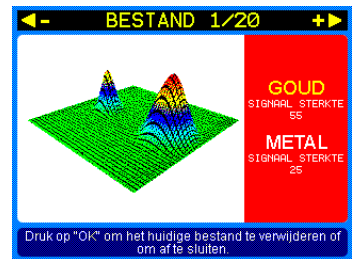 - BESTAND 1/20 +
GOUD
SIGNAAL STERKTE
55
METAL
SIGNAAL STERKTE
25
Druk op "OK" om het huidige bestand te verwijderen of
om af te sluiten.